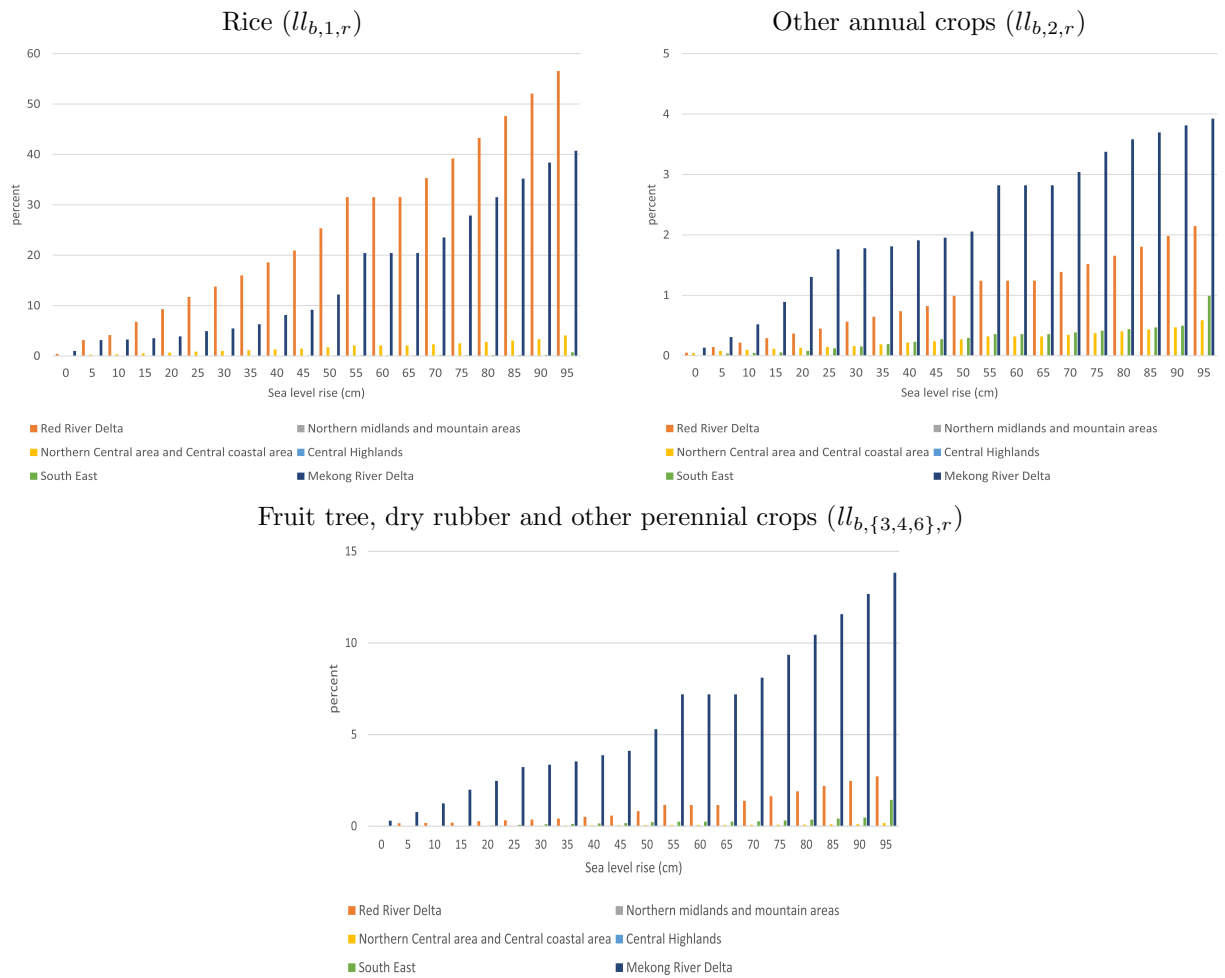 Rice (ll_{b,1,r})
60
50
40
30
20
10
0
percent
0 5 10 15 20 25 30 35 40 45 50 55 60 65 70 75 80 85 90 95
Sea level rise (cm)
Red River Delta
Northern midlands and mountain areas
Northern Central area and Central coastal area
Central Highlands
South East
Mekong River Delta
Other annual crops (ll_{b,2,r})
5
4
3
2
1
0
percent
0 5 10 15 20 25 30 35 40 45 50 55 60 65 70 75 80 85 90 95
Sea level rise (cm)
Red River Delta
Northern midlands and mountain areas
Northern Central area and Central coastal area
Central Highlands
South East
Mekong River Delta
Fruit tree, dry rubber and other perennial crops (ll_{b,{3,4,6},r})
15
10
5
0
percent
0 5 10 15 20 25 30 35 40 45 50 55 60 65 70 75 80 85 90 95
Sea level rise (cm)
Red River Delta
Northern midlands and mountain areas
Northern Central area and Central coastal area
Central Highlands
South East
Mekong River Delta